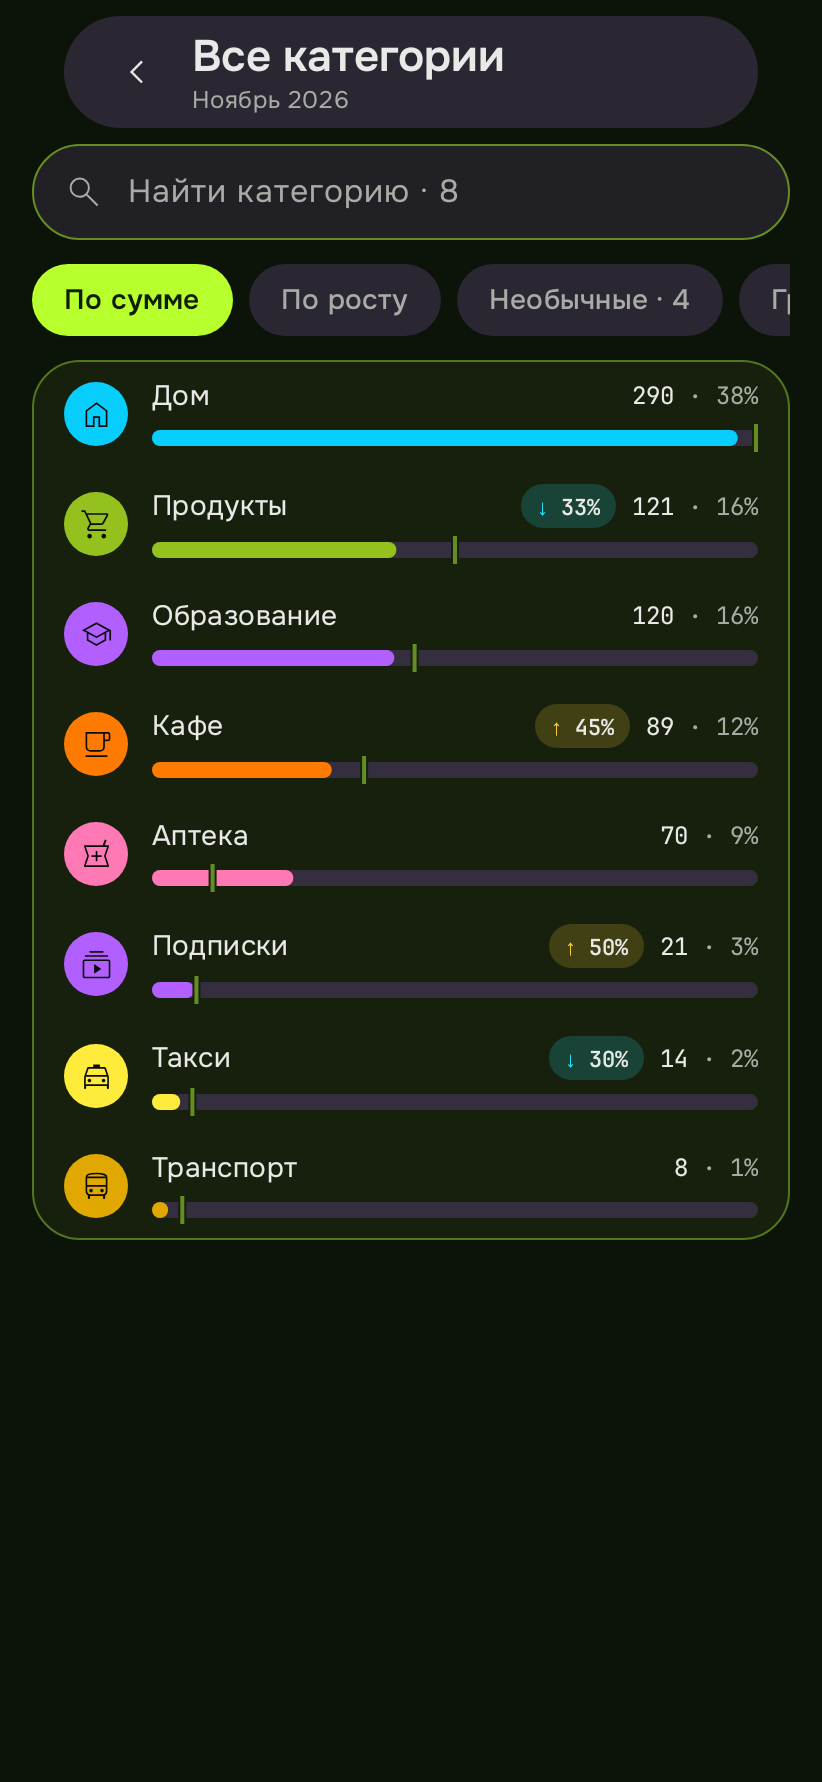 Все категории
Ноябрь 2026
Найти категорию · 8
По сумме По росту Необычные · 4
Дом 290 · 38%
Продукты ↓ 33% 121 · 16%
Образование 120 · 16%
Кафе ↑ 45% 89 · 12%
Аптека 70 · 9%
Подписки ↑ 50% 21 · 3%
Такси ↓ 30% 14 · 2%
Транспорт 8 · 1%